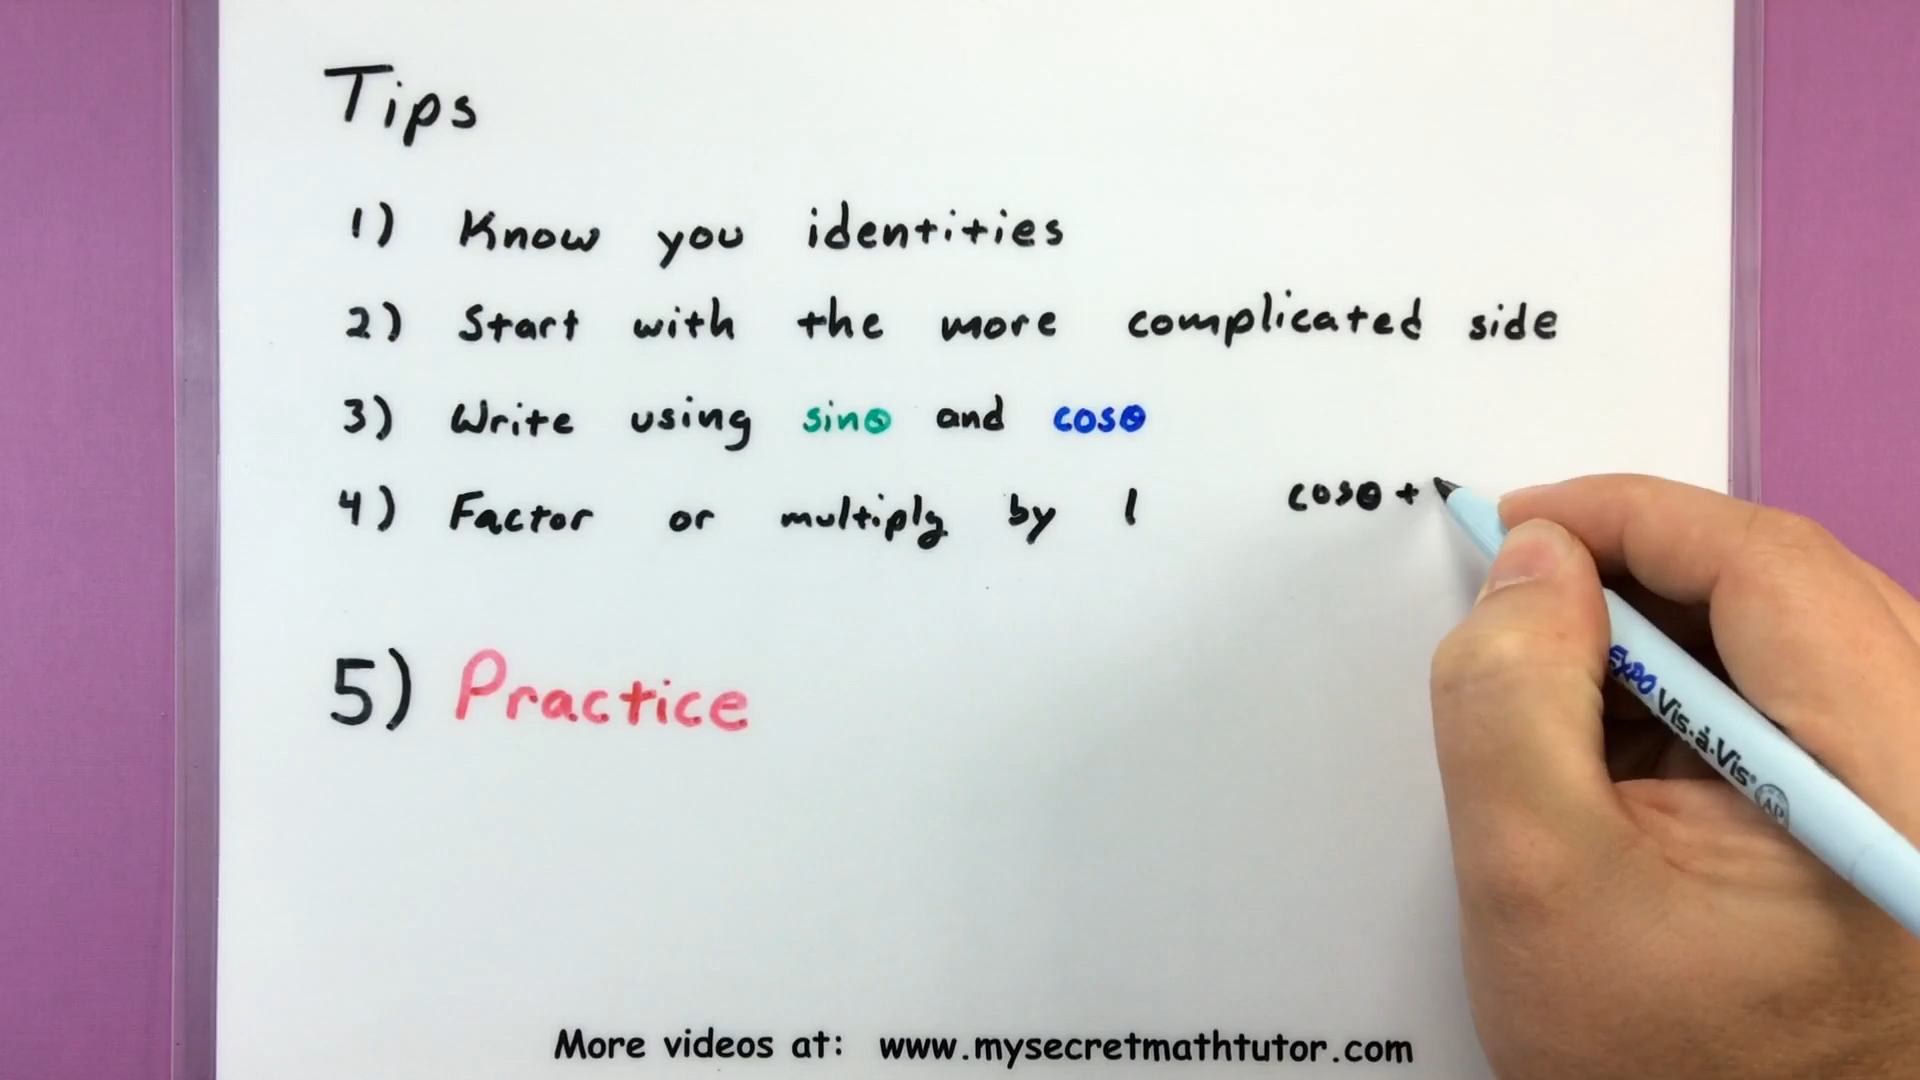 Tips
1) Know you identities
2) Start with the more complicated side
3) Write using sinθ and cosθ
4) Factor or multiply by 1 cosθ +
5) Practice
EXPO Vis·à·Vis® AP
More videos at: www.mysecretmathtutor.com